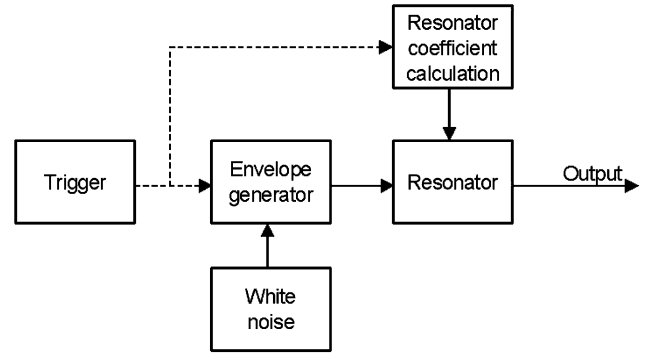 Resonator
coefficient
calculation
Trigger
Envelope
generator
Resonator
Output
White
noise